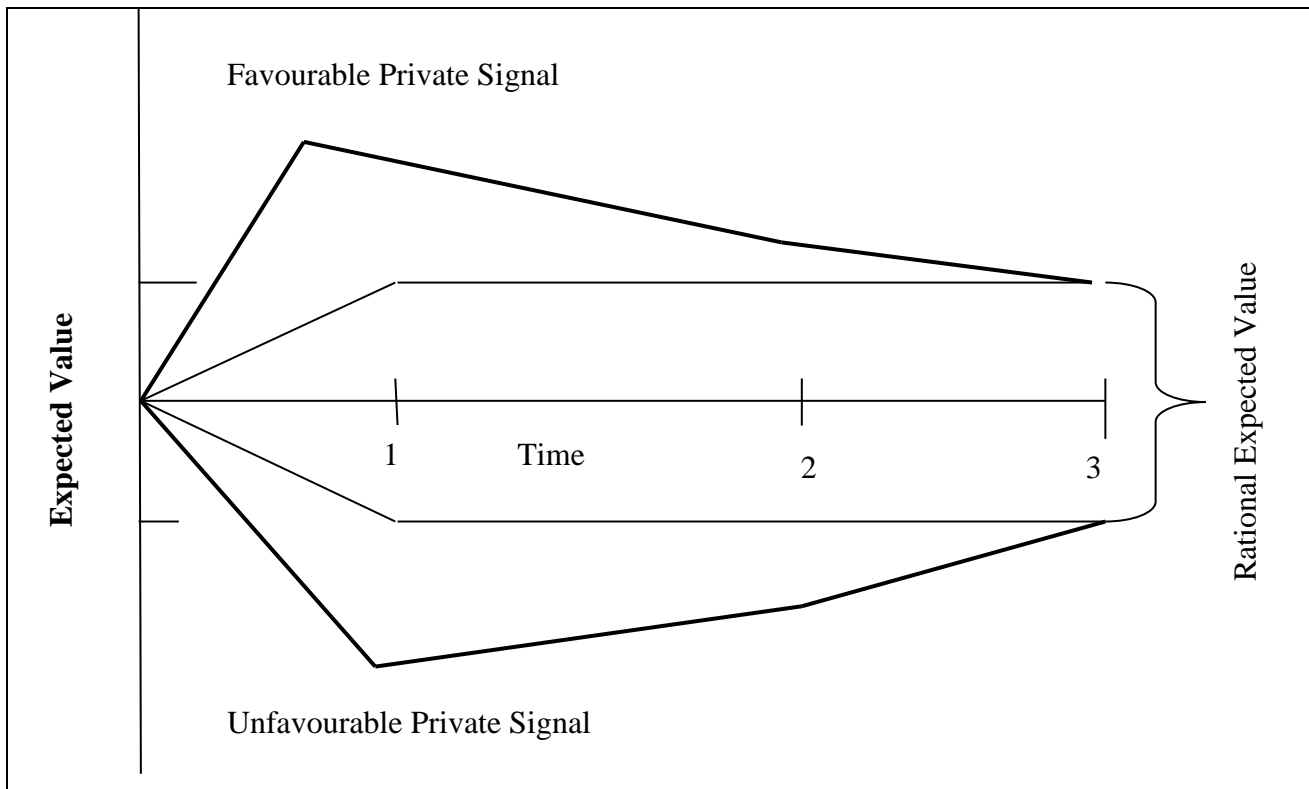 Favourable Private Signal
Expected Value
Rational Expected Value
1
Time
2
3
Unfavourable Private Signal